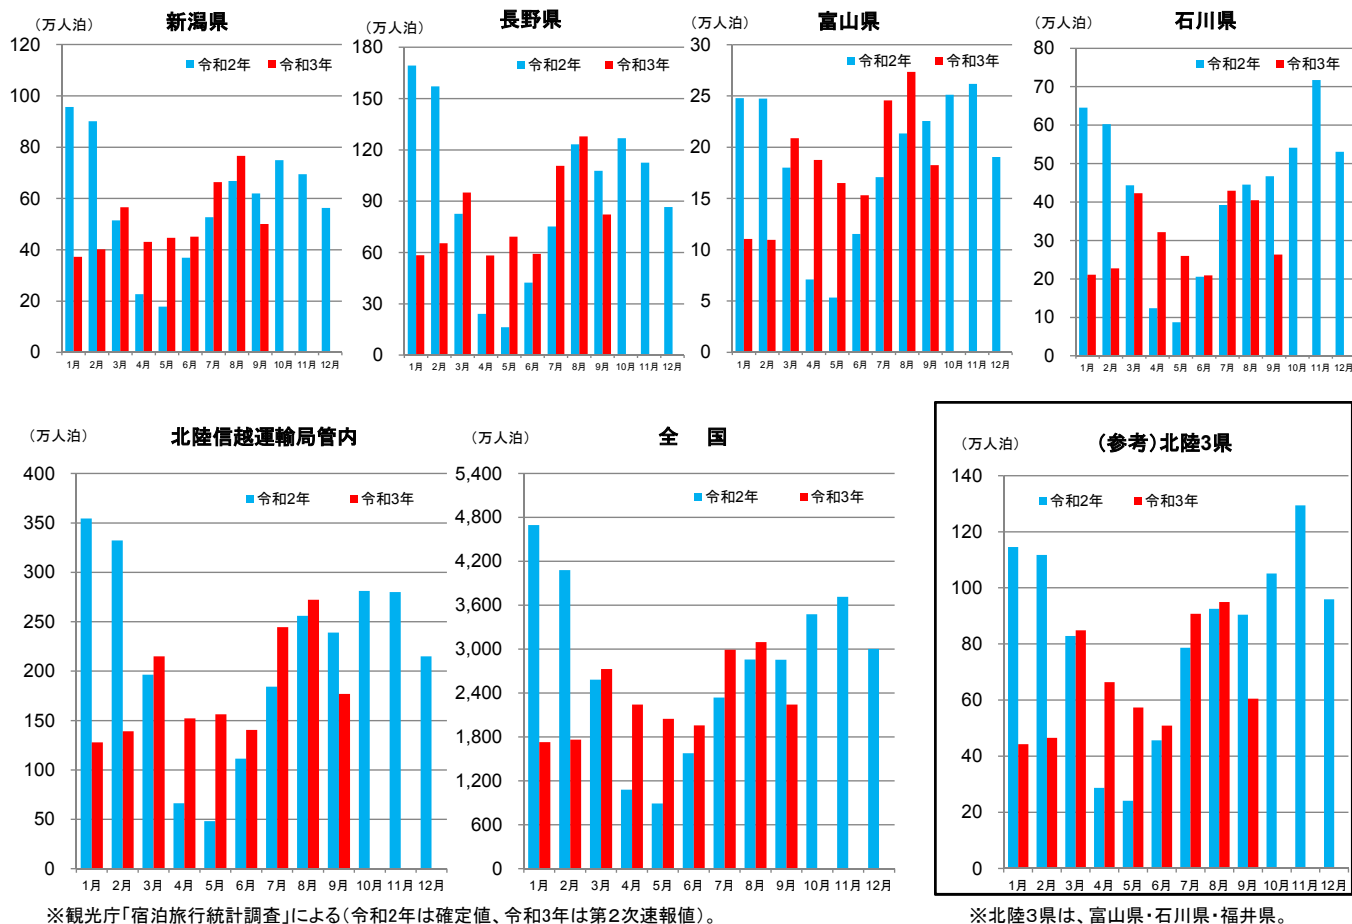 (万人泊)
新潟県
120
100
80
60
40
20
0
令和2年 令和3年
1月 2月 3月 4月 5月 6月 7月 8月 9月 10月 11月 12月
(万人泊)
長野県
180
150
120
90
60
30
0
令和2年 令和3年
1月 2月 3月 4月 5月 6月 7月 8月 9月 10月 11月 12月
(万人泊)
富山県
30
25
20
15
10
5
0
令和2年 令和3年
1月 2月 3月 4月 5月 6月 7月 8月 9月 10月 11月 12月
(万人泊)
石川県
80
70
60
50
40
30
20
10
0
令和2年 令和3年
1月 2月 3月 4月 5月 6月 7月 8月 9月 10月 11月 12月
(万人泊)
北陸信越運輸局管内
400
350
300
250
200
150
100
50
0
令和2年 令和3年
1月 2月 3月 4月 5月 6月 7月 8月 9月 10月 11月 12月
(万人泊)
全 国
5,400
4,800
4,200
3,600
3,000
2,400
1,800
1,200
600
0
令和2年 令和3年
1月 2月 3月 4月 5月 6月 7月 8月 9月 10月 11月 12月
(万人泊)
(参考)北陸3県
140
120
100
80
60
40
20
0
令和2年 令和3年
1月 2月 3月 4月 5月 6月 7月 8月 9月 10月 11月 12月
※観光庁「宿泊旅行統計調査」による(令和2年は確定値、令和3年は第2次速報値)。
※北陸3県は、富山県・石川県・福井県。